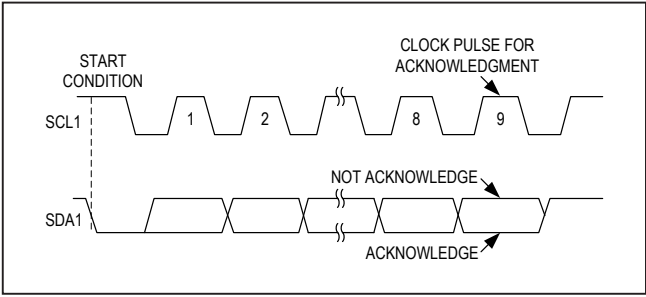 START
CONDITION
CLOCK PULSE FOR
ACKNOWLEDGMENT
SCL1
1
2
8
9
NOT ACKNOWLEDGE
SDA1
ACKNOWLEDGE